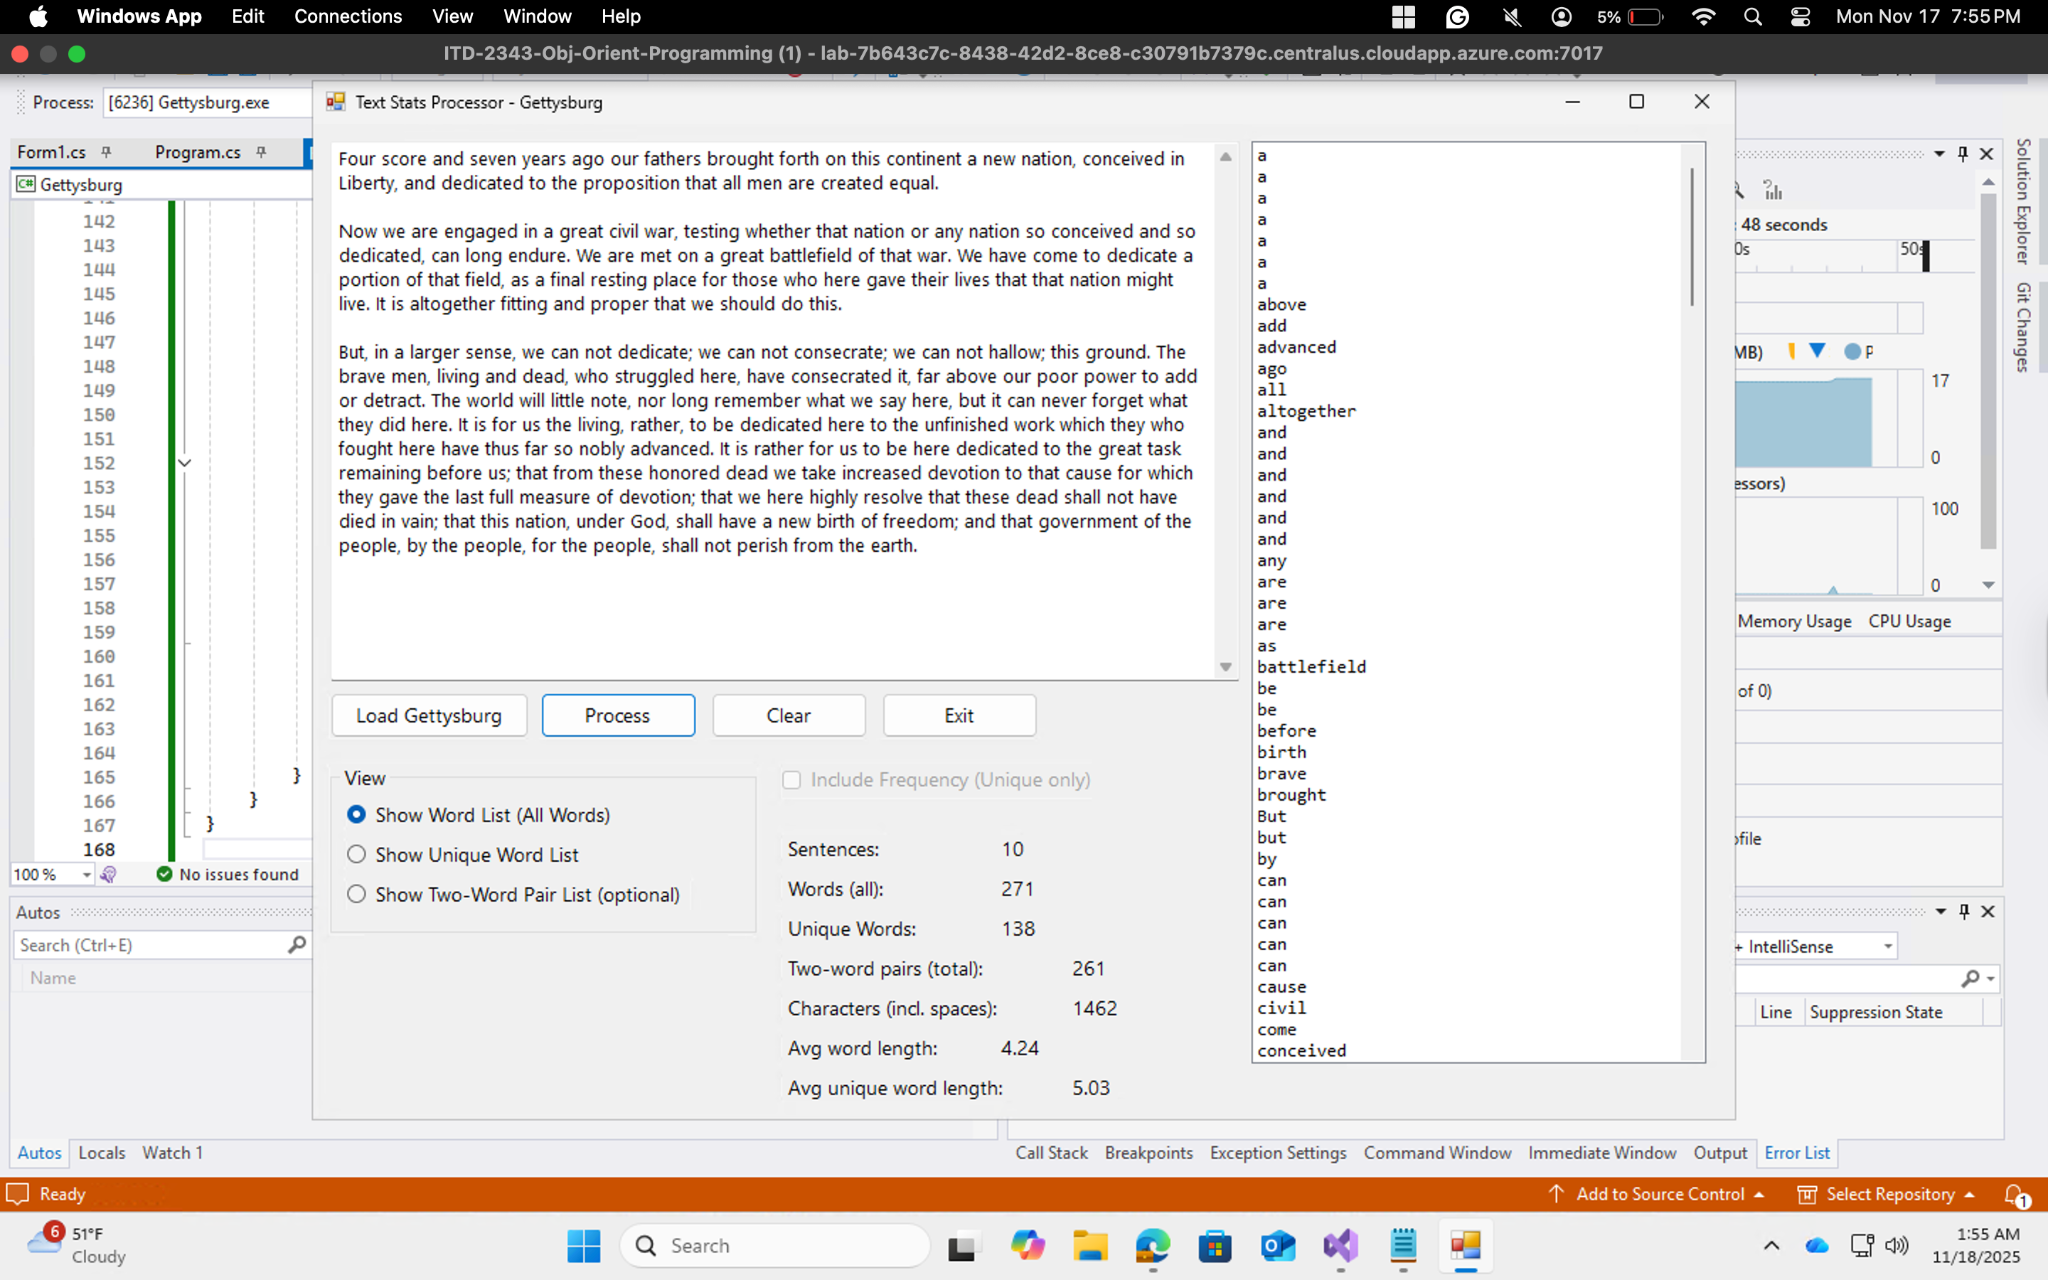 Windows App Edit Connections View Window Help 5% Mon Nov 17 7:55 PM
ITD-2343-Obj-Orient-Programming (1) - lab-7b643c7c-8438-42d2-8ce8-c30791b7379c.centralus.cloudapp.azure.com:7017
Process: [6236] Gettysburg.exe
Form1.cs Program.cs
C# Gettysburg
142
143
144
145
146
147
148
149
150
151
152
153
154
155
156
157
158
159
160
161
162
163
164
165 }
166 }
167 }
168
100 % No issues found
Autos
Search (Ctrl+E)
Name
Autos Locals Watch 1
Text Stats Processor - Gettysburg
Four score and seven years ago our fathers brought forth on this continent a new nation, conceived in
Liberty, and dedicated to the proposition that all men are created equal.
Now we are engaged in a great civil war, testing whether that nation or any nation so conceived and so
dedicated, can long endure. We are met on a great battlefield of that war. We have come to dedicate a
portion of that field, as a final resting place for those who here gave their lives that that nation might
live. It is altogether fitting and proper that we should do this.
But, in a larger sense, we can not dedicate; we can not consecrate; we can not hallow; this ground. The
brave men, living and dead, who struggled here, have consecrated it, far above our poor power to add
or detract. The world will little note, nor long remember what we say here, but it can never forget what
they did here. It is for us the living, rather, to be dedicated here to the unfinished work which they who
fought here have thus far so nobly advanced. It is rather for us to be here dedicated to the great task
remaining before us; that from these honored dead we take increased devotion to that cause for which
they gave the last full measure of devotion; that we here highly resolve that these dead shall not have
died in vain; that this nation, under God, shall have a new birth of freedom; and that government of the
people, by the people, for the people, shall not perish from the earth.
Load Gettysburg Process Clear Exit
View
Show Word List (All Words)
Show Unique Word List
Show Two-Word Pair List (optional)
Include Frequency (Unique only)
Sentences: 10
Words (all): 271
Unique Words: 138
Two-word pairs (total): 261
Characters (incl. spaces): 1462
Avg word length: 4.24
Avg unique word length: 5.03
a
a
a
a
a
a
a
above
add
advanced
ago
all
altogether
and
and
and
and
and
and
any
are
are
are
as
battlefield
be
be
before
birth
brave
brought
But
but
by
can
can
can
can
can
cause
civil
come
conceived
48 seconds
0s 50s
MB) P
17
0
essors)
100
0
Memory Usage CPU Usage
of 0)
ofile
+ IntelliSense
Line Suppression State
Solution Explorer
Git Changes
Call Stack Breakpoints Exception Settings Command Window Immediate Window Output Error List
Ready Add to Source Control Select Repository 1
6 51°F
Cloudy
Search
1:55 AM
11/18/2025